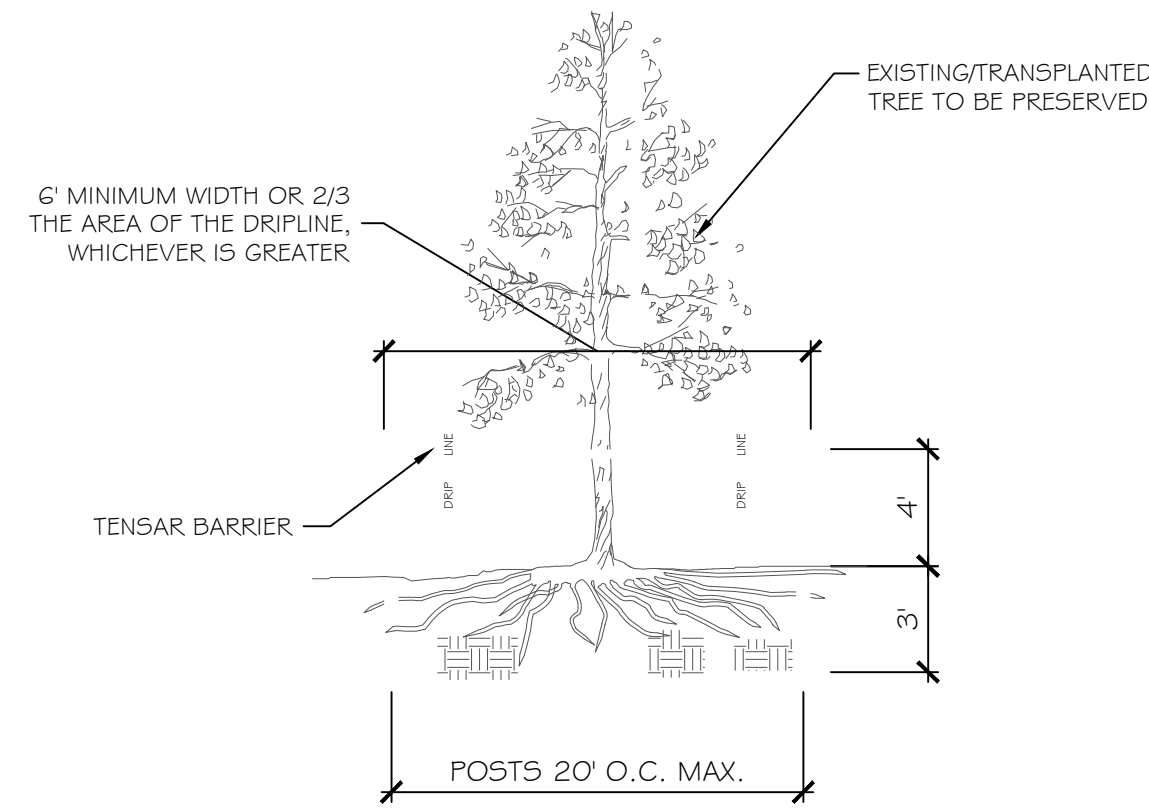 EXISTING/TRANSPLANTED
TREE TO BE PRESERVED
6' MINIMUM WIDTH OR 2/3
THE AREA OF THE DRIPLINE,
WHICHEVER IS GREATER
DRIP LINE
DRIP LINE
TENSAR BARRIER
4'
3'
POSTS 20' O.C. MAX.